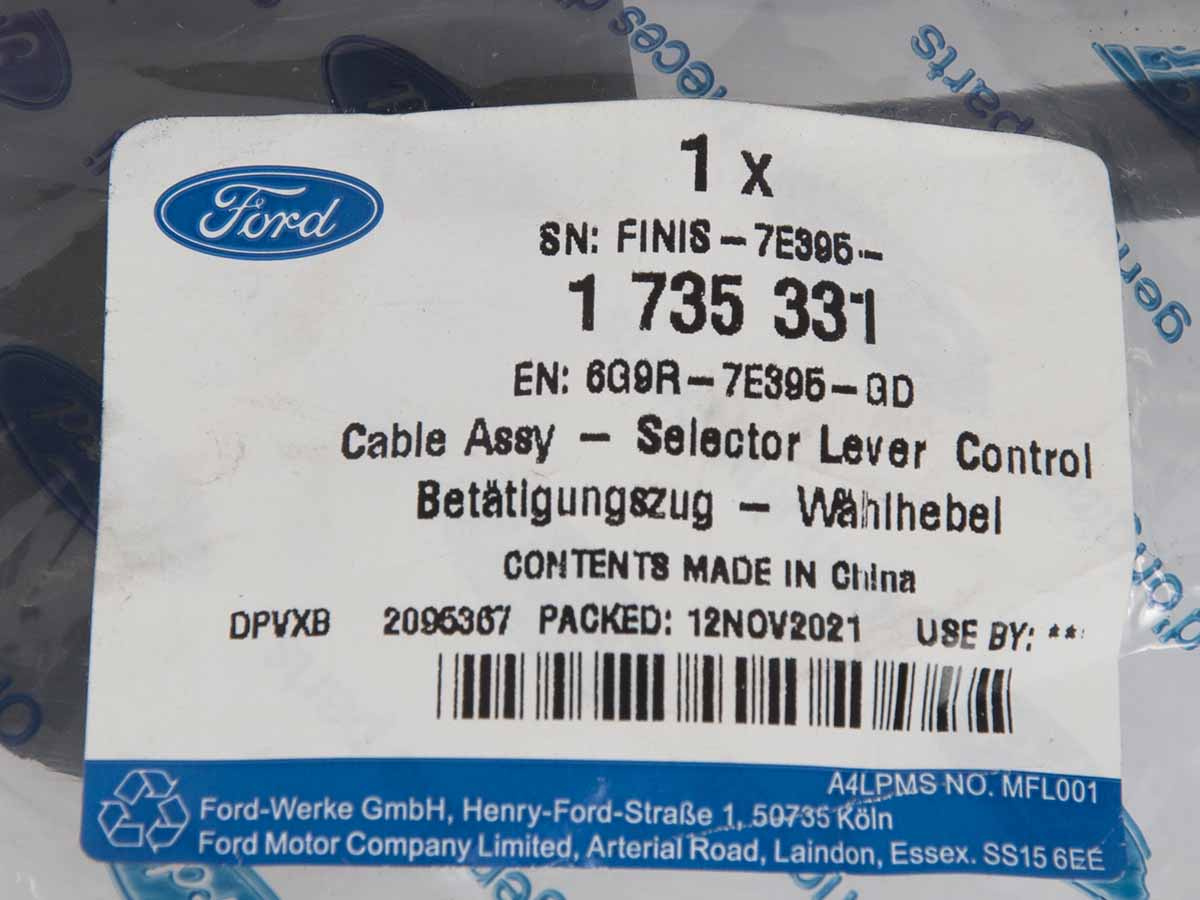 Ford
1 x
SN: FINIS-7E395-
1 735 331
EN: 6G9R-7E395-GD
Cable Assy - Selector Lever Control
Betätigungszug - Wählhebel
CONTENTS MADE IN China
DPVXB 2095367 PACKED: 12NOV2021 USE BY: **
A4LPMS NO. MFL001
Ford-Werke GmbH, Henry-Ford-Straße 1, 50735 Köln
Ford Motor Company Limited, Arterial Road, Laindon, Essex. SS15 6EE
parts